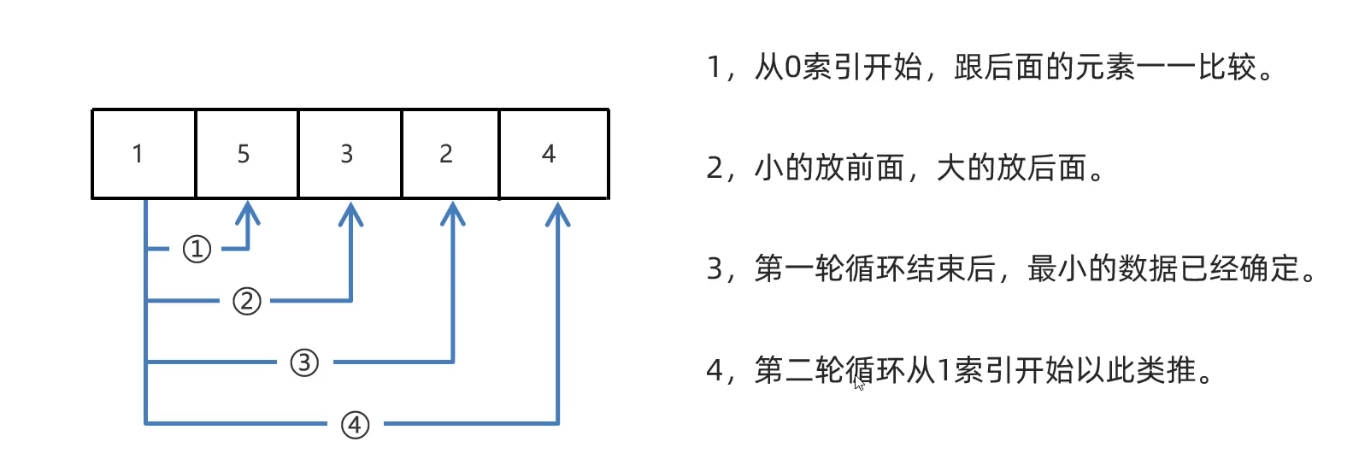 1 5 3 2 4
①
②
③
④
1，从0索引开始，跟后面的元素一一比较。
2，小的放前面，大的放后面。
3，第一轮循环结束后，最小的数据已经确定。
4，第二轮循环从1索引开始以此类推。